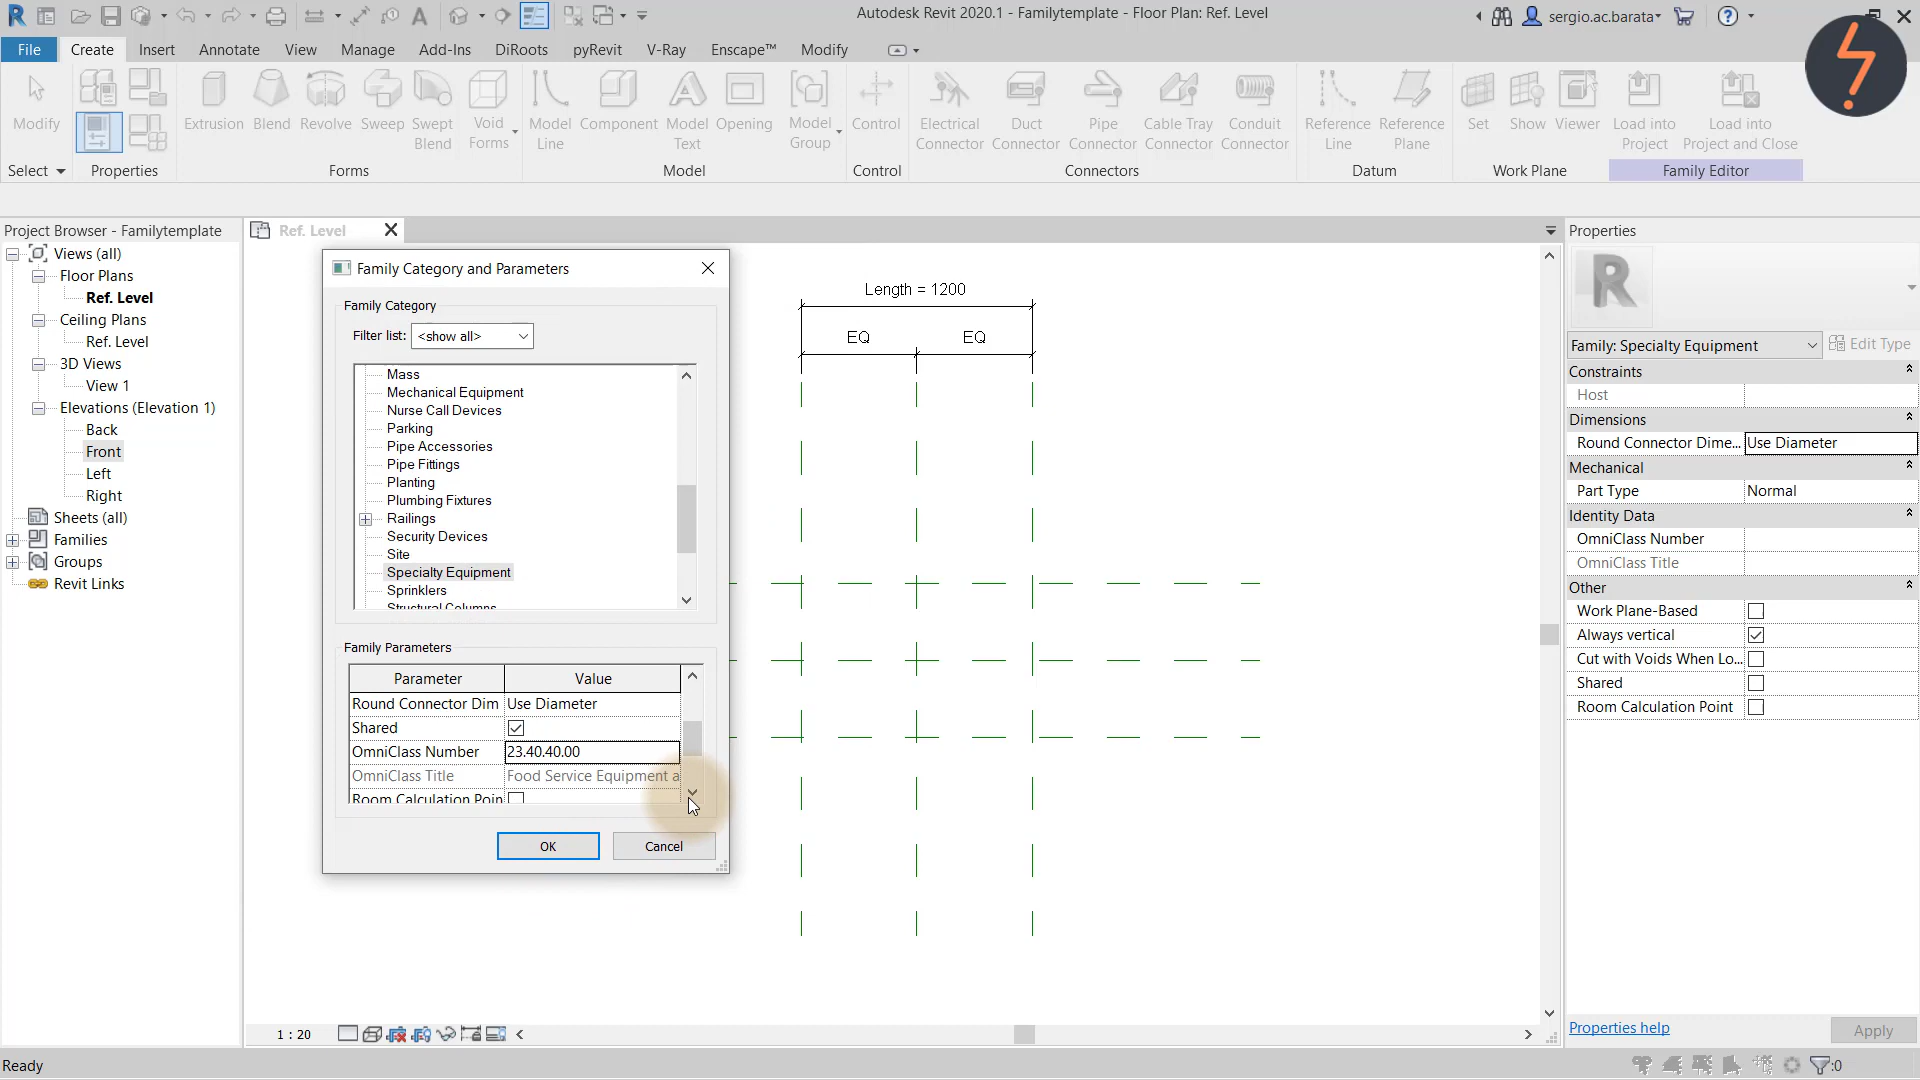 Autodesk Revit 2020.1 - Familytemplate - Floor Plan: Ref. Level
sergio.ac.barata
File Create Insert Annotate View Manage Add-Ins DiRoots pyRevit V-Ray Enscape™ Modify
Modify
Extrusion Blend Revolve Sweep Swept Blend Void Forms
Model Line Component Model Text Opening Model Group
Control
Electrical Connector Duct Connector Pipe Connector Cable Tray Connector Conduit Connector
Reference Line Reference Plane
Set Show Viewer
Load into Project Load into Project and Close
Select Properties Forms Model Control Connectors Datum Work Plane Family Editor
Project Browser - Familytemplate
Views (all)
Floor Plans
Ref. Level
Ceiling Plans
Ref. Level
3D Views
View 1
Elevations (Elevation 1)
Back
Front
Left
Right
Sheets (all)
Families
Groups
Revit Links
Ref. Level
Family Category and Parameters
Family Category
Filter list: <show all>
Mass
Mechanical Equipment
Nurse Call Devices
Parking
Pipe Accessories
Pipe Fittings
Planting
Plumbing Fixtures
Railings
Security Devices
Site
Specialty Equipment
Sprinklers
Structural Columns
Family Parameters
Parameter Value
Round Connector Dim Use Diameter
Shared
OmniClass Number 23.40.40.00
OmniClass Title Food Service Equipment a
Room Calculation Poin
OK Cancel
Length = 1200
EQ EQ
1 : 20
Properties
R
Family: Specialty Equipment Edit Type
Constraints
Host
Dimensions
Round Connector Dime... Use Diameter
Mechanical
Part Type Normal
Identity Data
OmniClass Number
OmniClass Title
Other
Work Plane-Based
Always vertical
Cut with Voids When Lo...
Shared
Room Calculation Point
Properties help Apply
Ready
:0